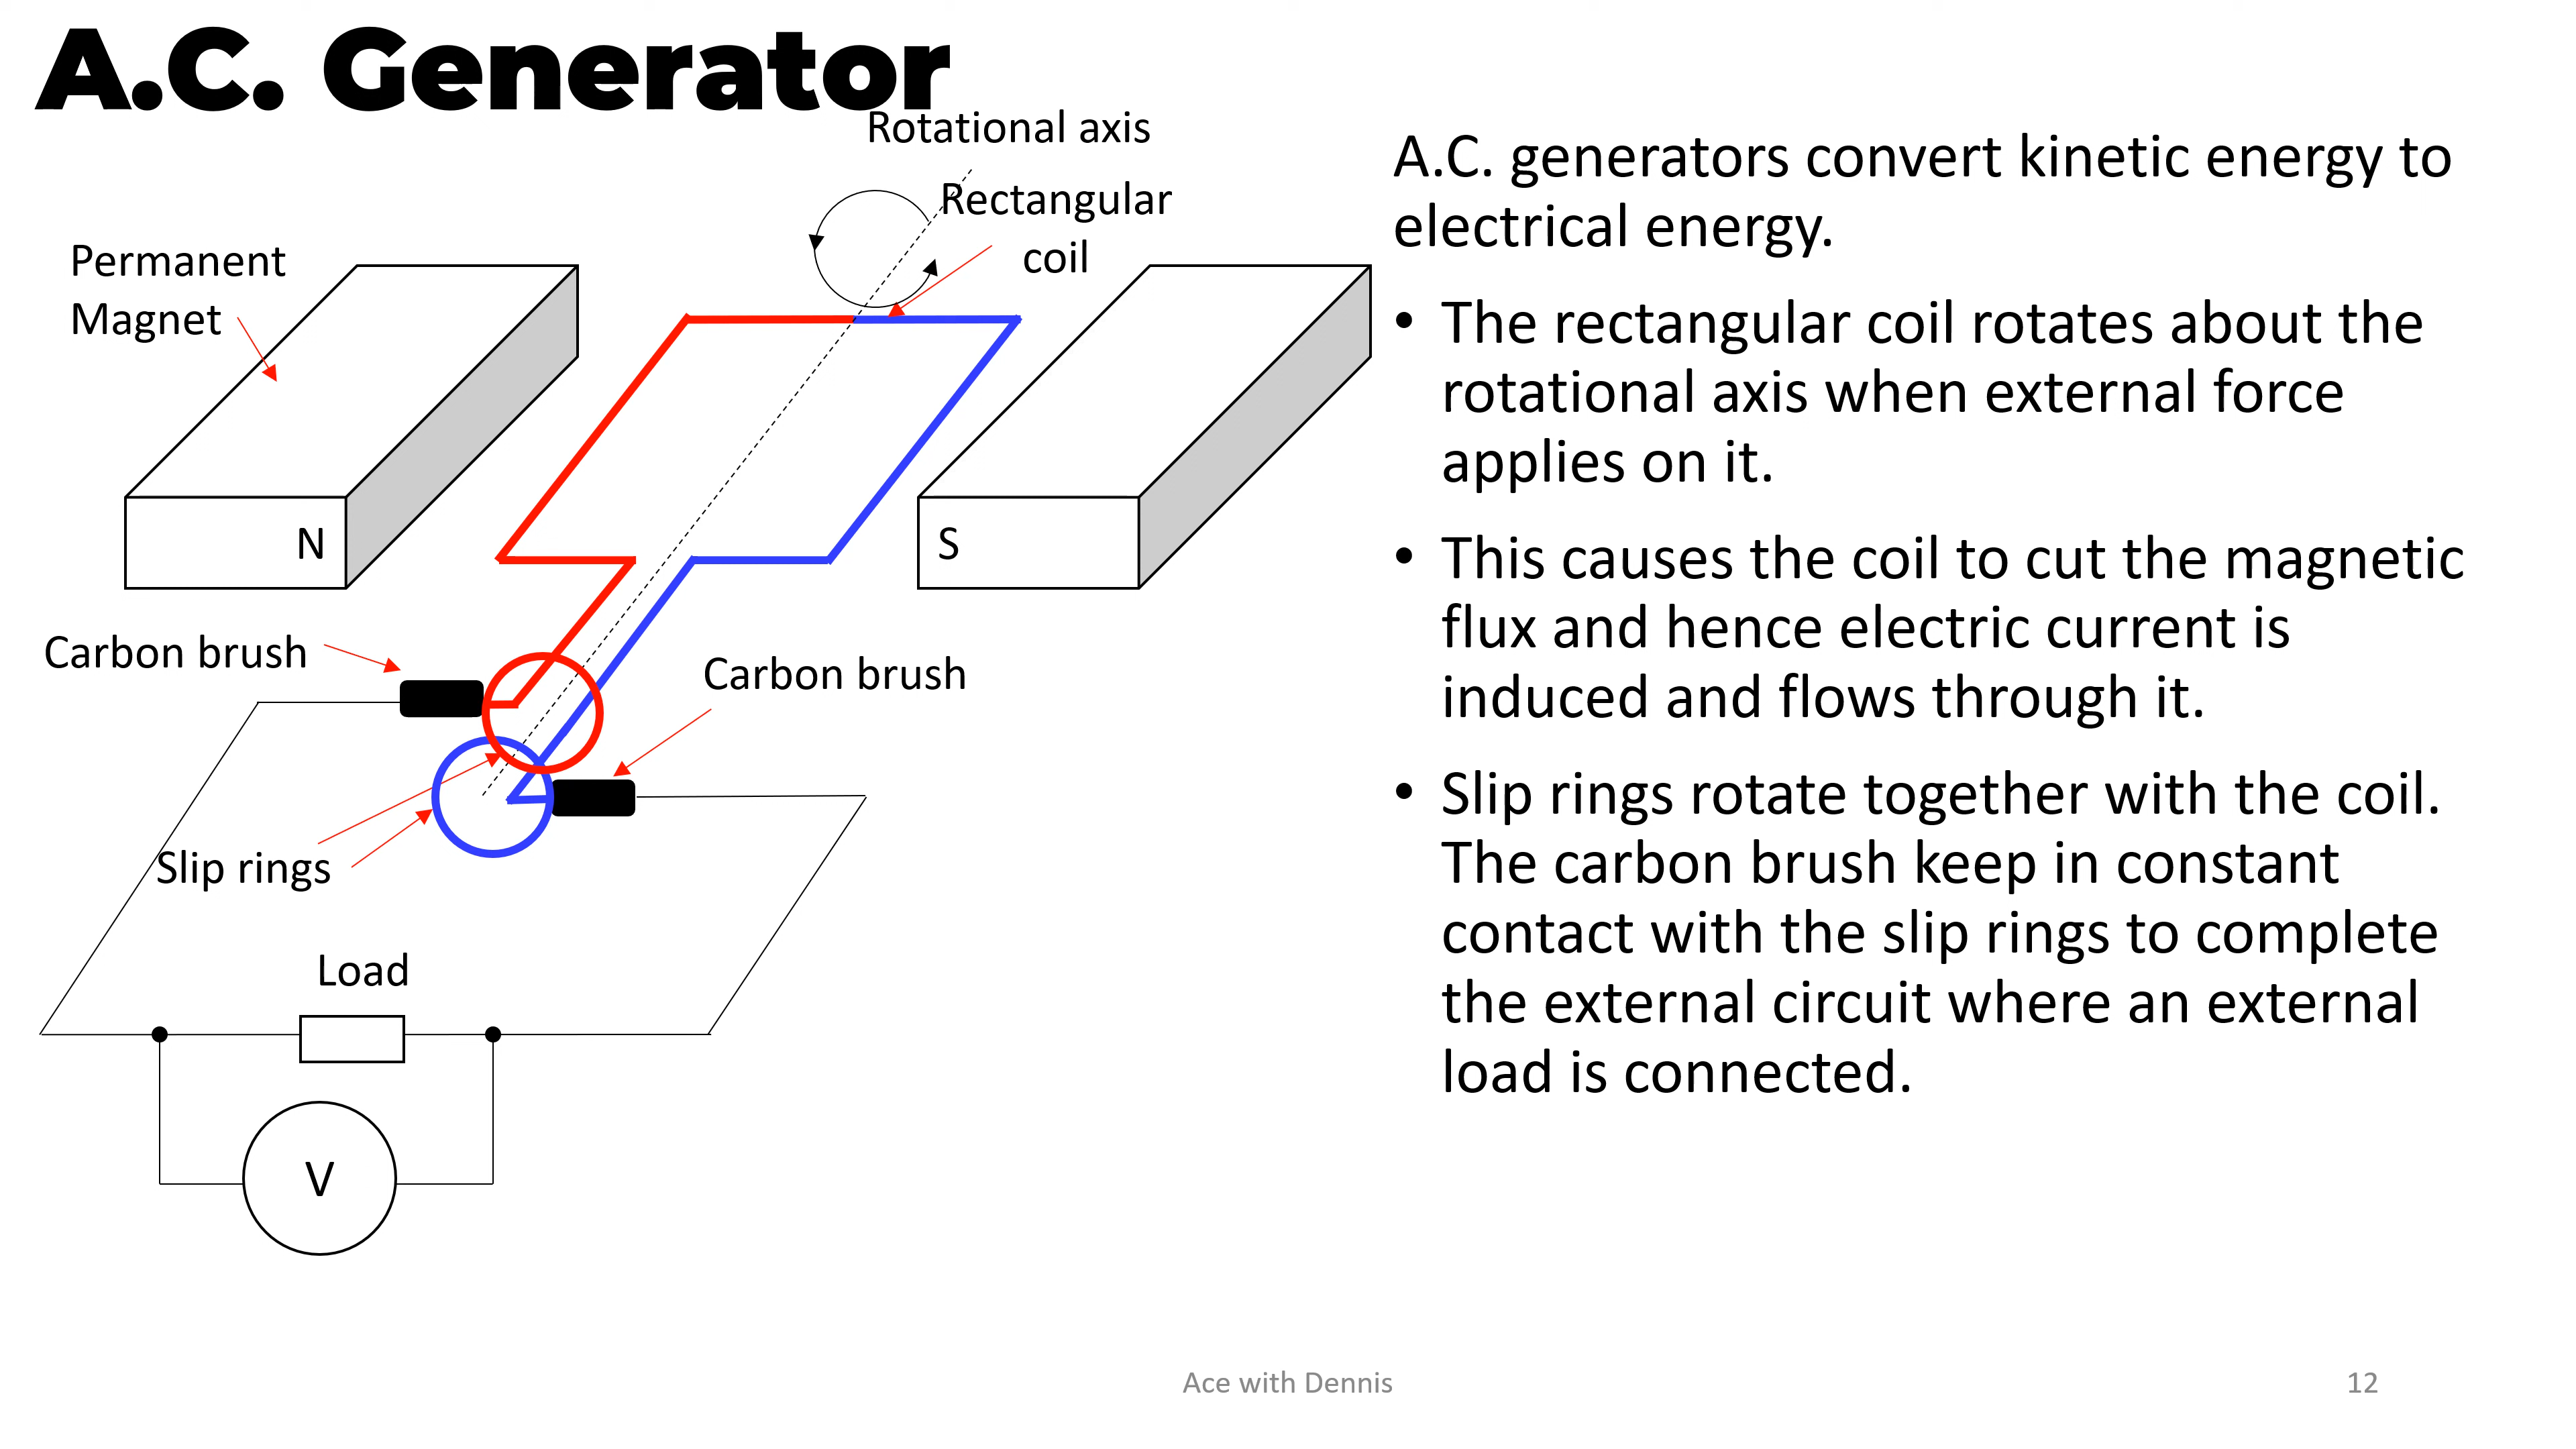 A.C. Generator
Rotational axis
Rectangular
coil
Permanent
Magnet
N
S
Carbon brush
Carbon brush
Slip rings
Load
V
A.C. generators convert kinetic energy to
electrical energy.
• The rectangular coil rotates about the
rotational axis when external force
applies on it.
• This causes the coil to cut the magnetic
flux and hence electric current is
induced and flows through it.
• Slip rings rotate together with the coil.
The carbon brush keep in constant
contact with the slip rings to complete
the external circuit where an external
load is connected.
Ace with Dennis
12